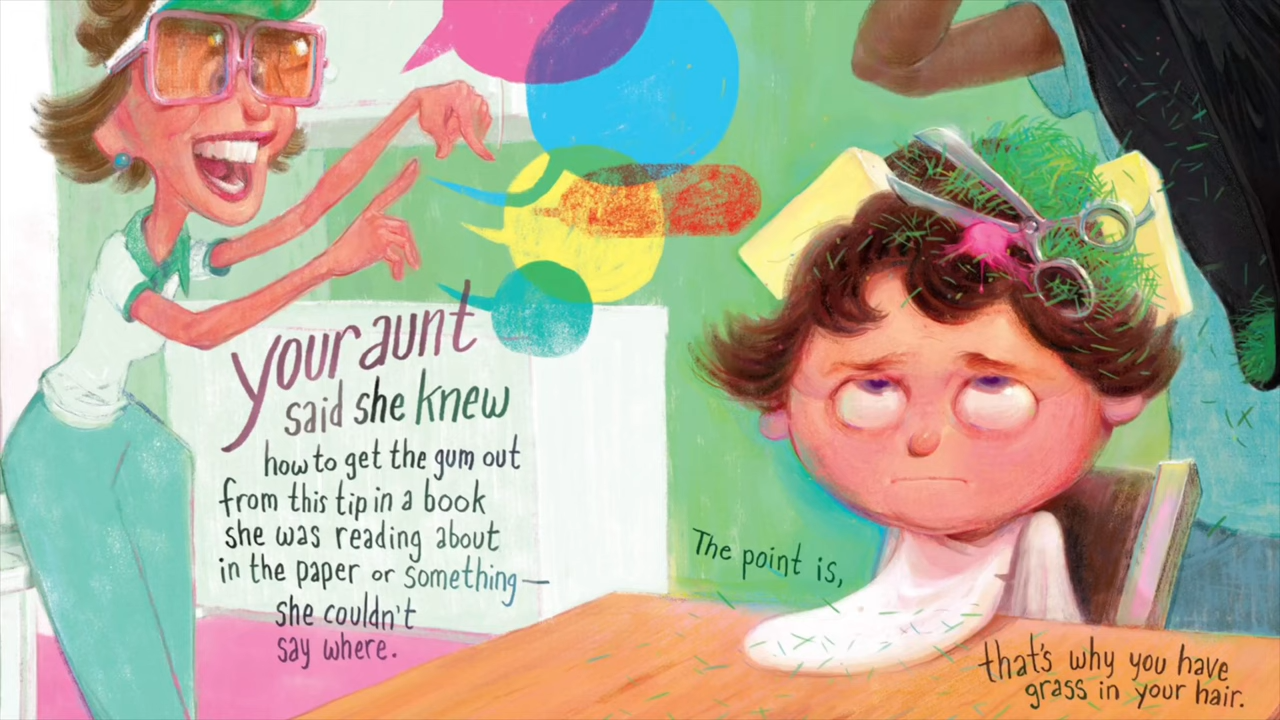 your aunt
said she knew
how to get the gum out
from this tip in a book
she was reading about
in the paper or something—
she couldn't
say where.
The point is,
that's why you have
grass in your hair.